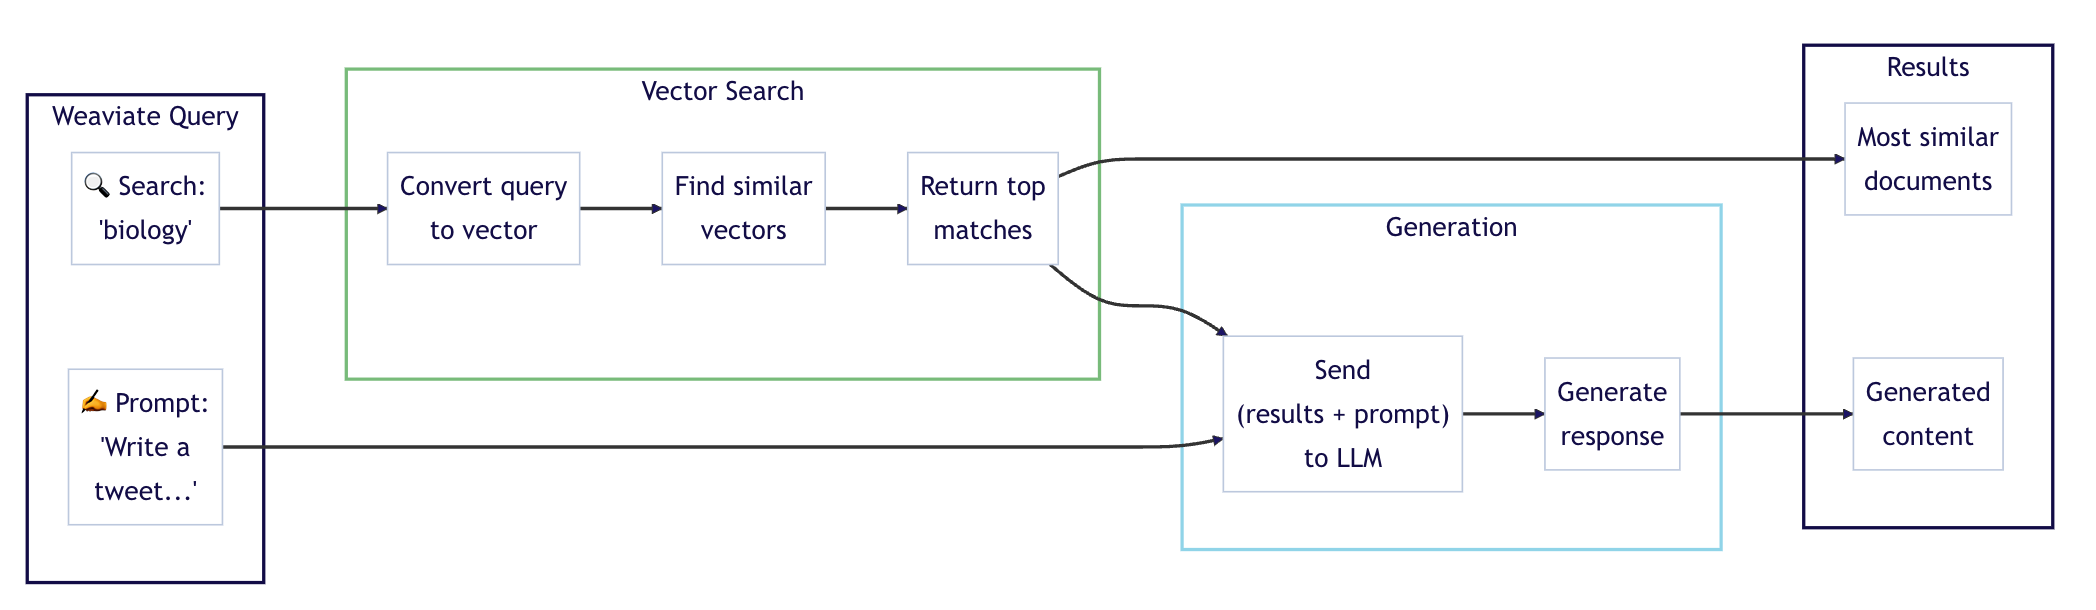 Weaviate Query
🔍 Search:
'biology'
✍️ Prompt:
'Write a
tweet...'
Vector Search
Convert query
to vector
Find similar
vectors
Return top
matches
Generation
Send
(results + prompt)
to LLM
Generate
response
Results
Most similar
documents
Generated
content